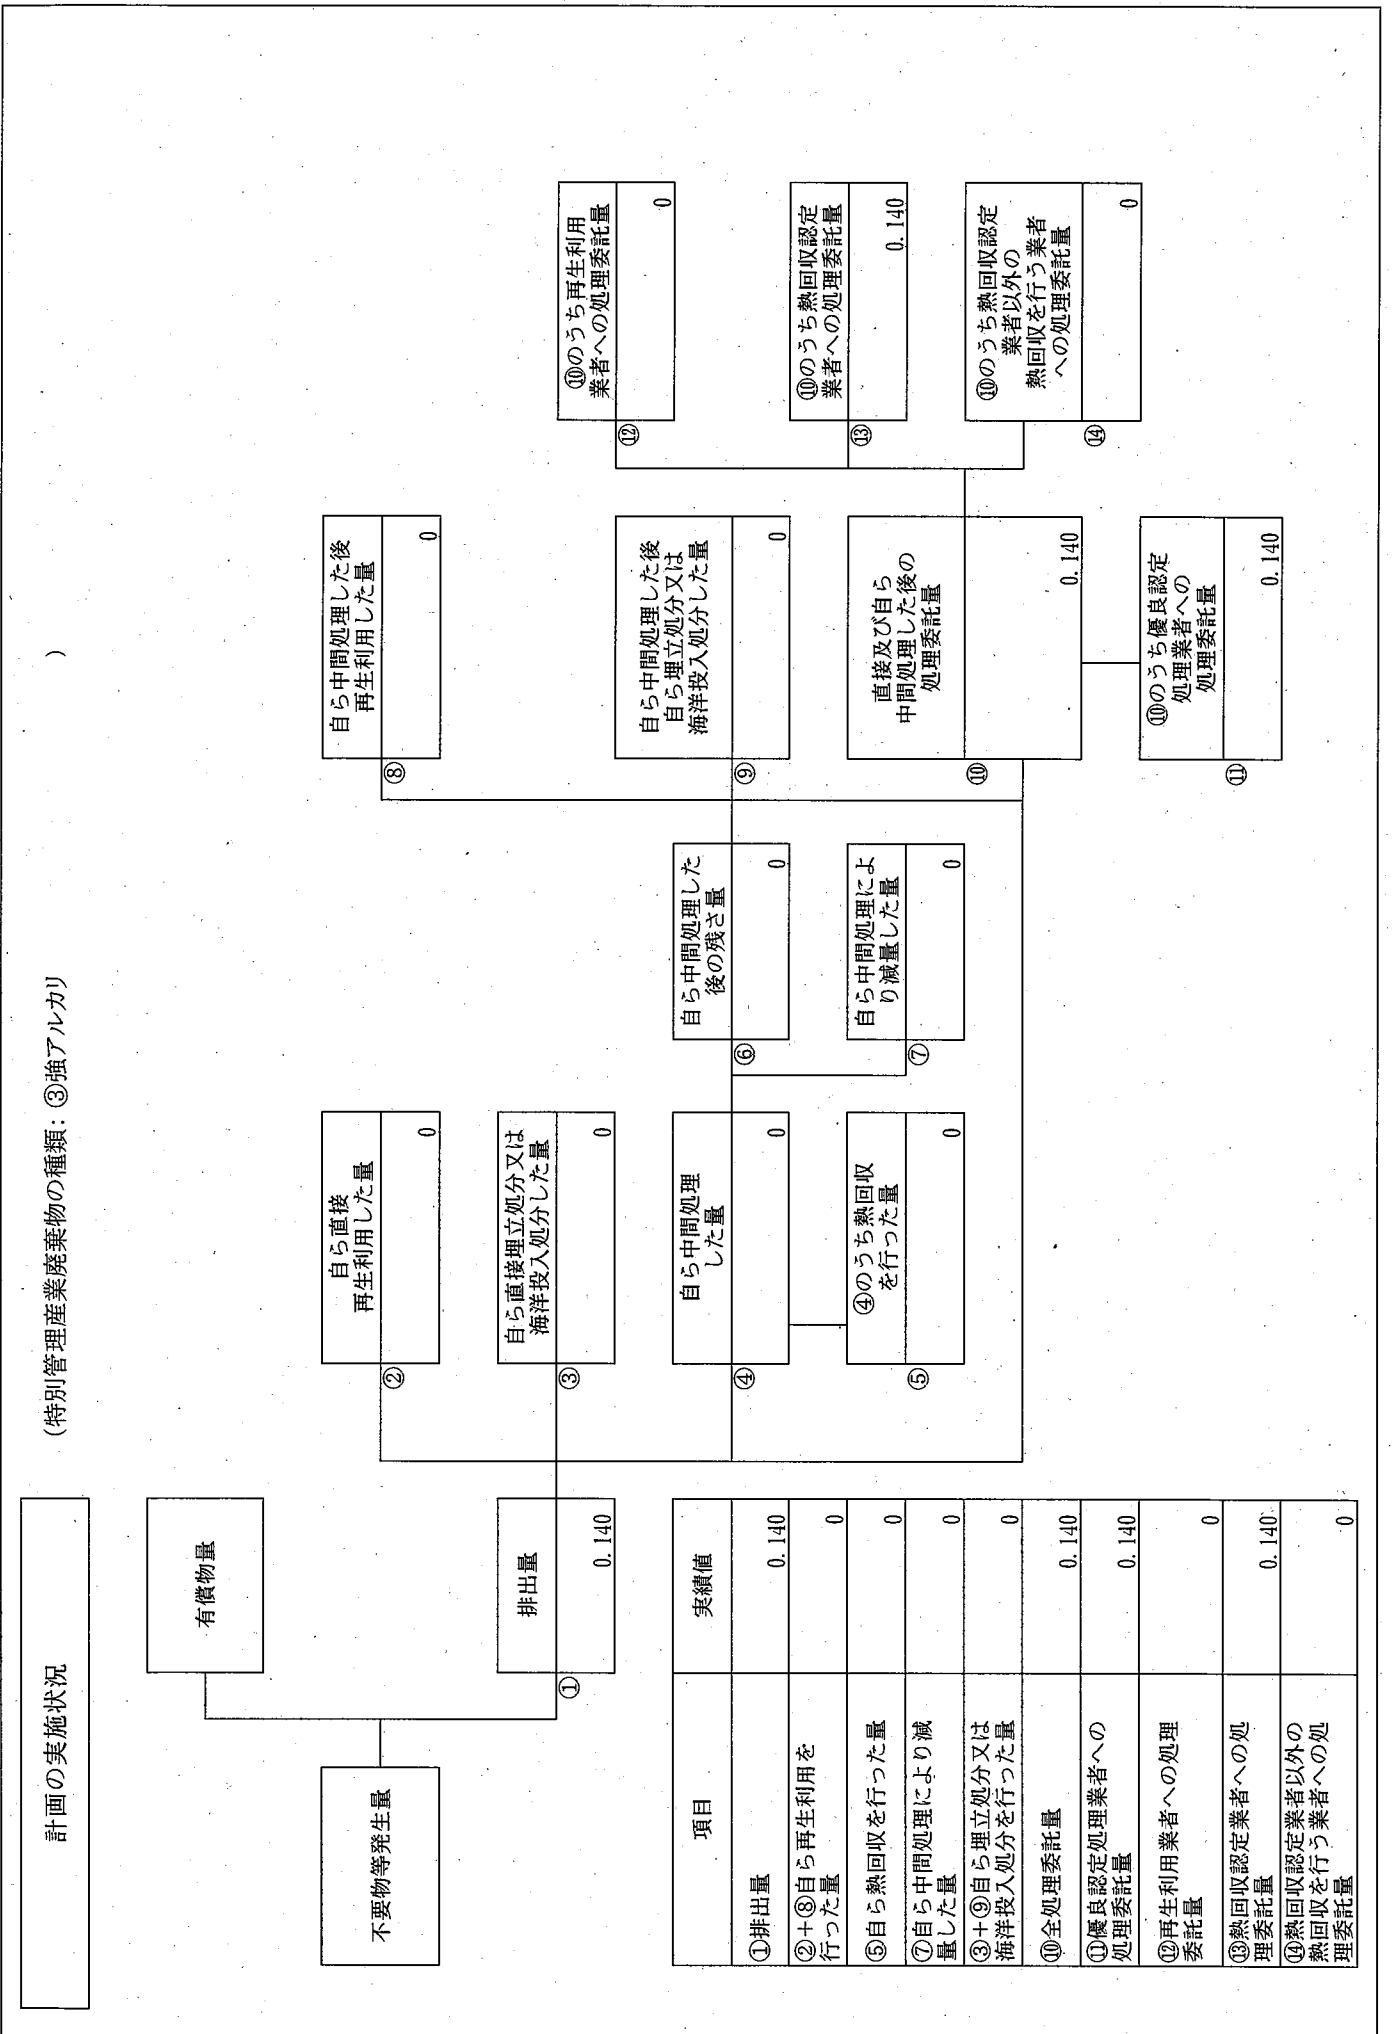 計画の実施状況
(特別管理産業廃棄物の種類：③強アルカリ
)
不要物等発生量
有償物量
①
排出量
0.140
②
自ら直接
再生利用した量
0
③
自ら直接埋立処分又は
海洋投入処分した量
0
④
自ら中間処理
した量
0
⑤
④のうち熱回収
を行った量
0
⑥
自ら中間処理した
後の残さ量
0
⑦
自ら中間処理によ
り減量した量
0
⑧
自ら中間処理した後
再生利用した量
0
⑨
自ら中間処理した後
自ら埋立処分又は
海洋投入処分した量
0
⑩
直接及び自ら
中間処理した後の
処理委託量
0.140
⑪
⑩のうち優良認定
処理業者への
処理委託量
0.140
⑫
⑩のうち再生利用
業者への処理委託量
0
⑬
⑩のうち熱回収認定
業者への処理委託量
0.140
⑭
⑩のうち熱回収認定
業者以外の
熱回収を行う業者
への処理委託量
0
項目
実績値
①排出量
0.140
②＋⑧自ら再生利用を
行った量
0
⑤自ら熱回収を行った量
0
⑦自ら中間処理により減
量した量
0
③＋⑨自ら埋立処分又は
海洋投入処分を行った量
0
⑩全処理委託量
0.140
⑪優良認定処理業者への
処理委託量
0.140
⑫再生利用業者への処理
委託量
0
⑬熱回収認定業者への処
理委託量
0.140
⑭熱回収認定業者以外の
熱回収を行う業者への処
理委託量
0